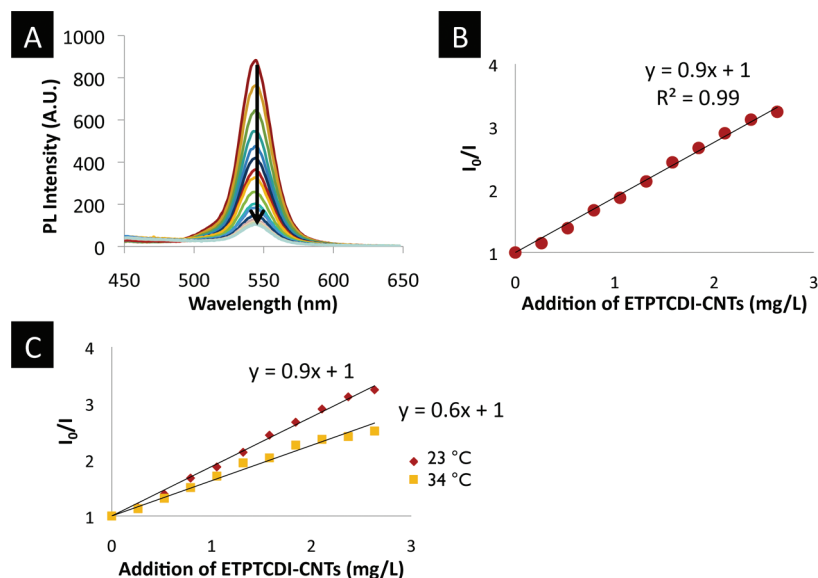 A
PL Intensity (A.U.)
1000
800
600
400
200
0
450 500 550 600 650
Wavelength (nm)
B
I₀/I
4
3
2
1
y = 0.9x + 1
R² = 0.99
0 1 2 3
Addition of ETPTCDI-CNTs (mg/L)
C
I₀/I
4
3
2
1
y = 0.9x + 1
y = 0.6x + 1
23 °C
34 °C
0 1 2 3
Addition of ETPTCDI-CNTs (mg/L)